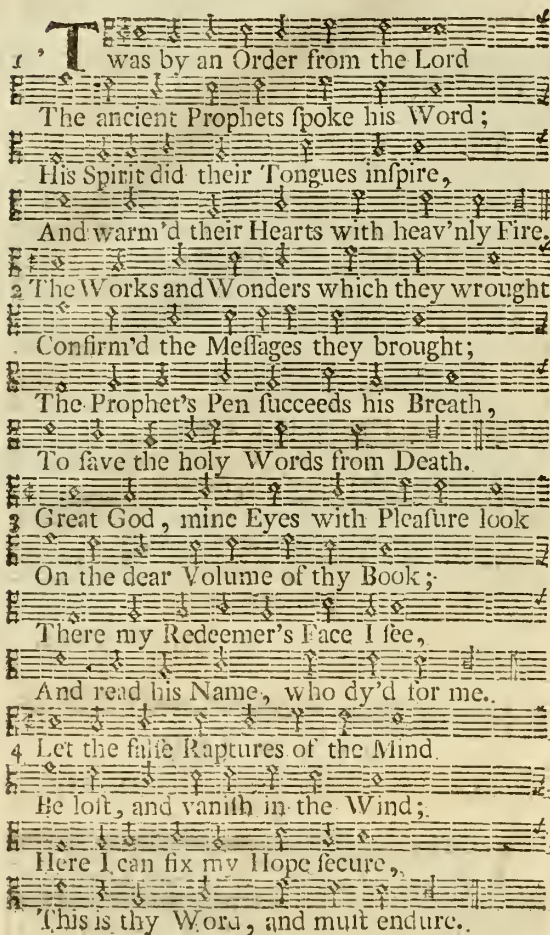 1 'Twas by an Order from the Lord
The ancient Prophets ſpoke his Word;
His Spirit did their Tongues inſpire,
And warm'd their Hearts with heav'nly Fire.
2 The Works and Wonders which they wrought
Confirm'd the Meſſages they brought;
The Prophet's Pen ſucceeds his Breath,
To ſave the holy Words from Death.
3 Great God, mine Eyes with Pleaſure look
On the dear Volume of thy Book;
There my Redeemer's Face I ſee,
And read his Name, who dy'd for me.
4 Let the falſe Raptures of the Mind
Be loſt, and vaniſh in the Wind;
Here I can fix my Hope ſecure,
This is thy Word, and muſt endure.